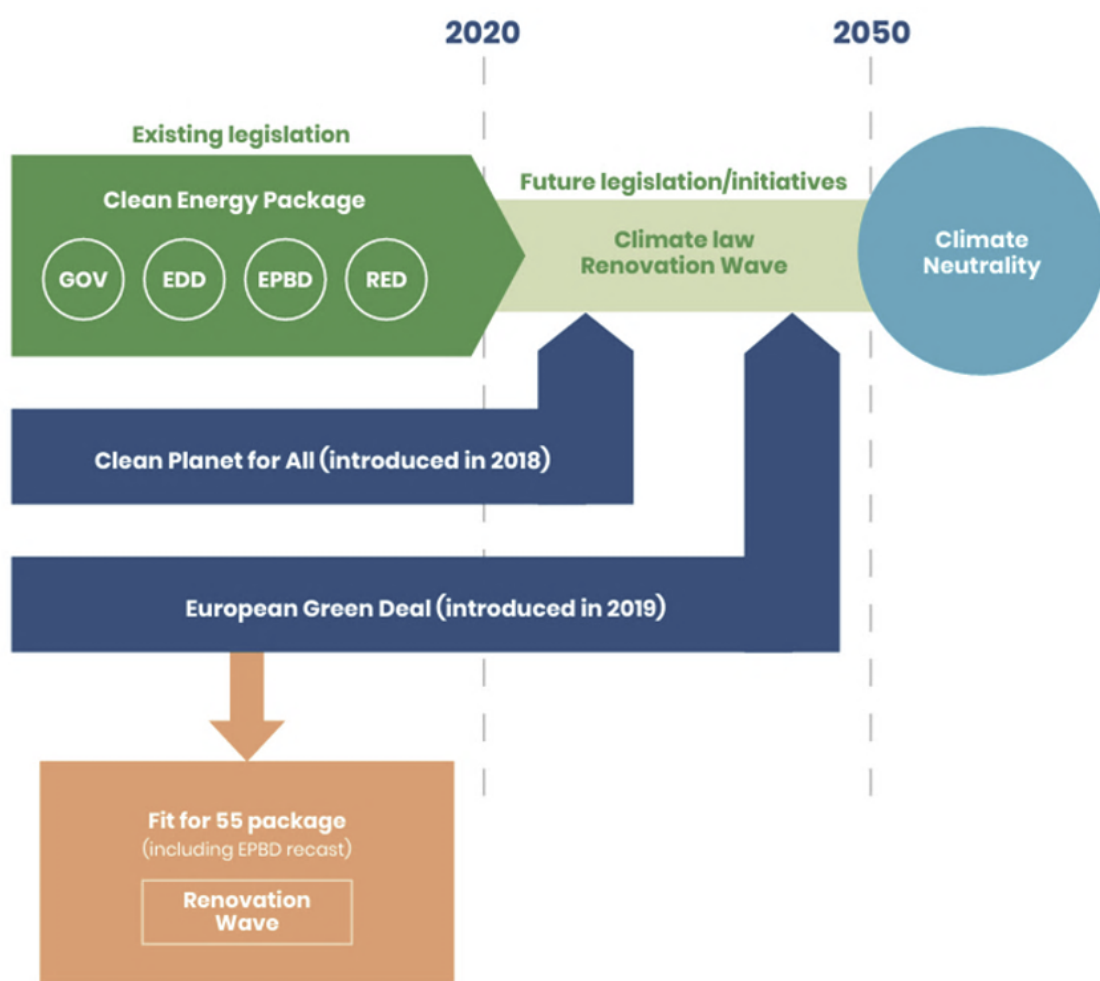 2020
2050
Existing legislation
Clean Energy Package
GOV
EDD
EPBD
RED
Future legislation/initiatives
Climate law
Renovation Wave
Climate
Neutrality
Clean Planet for All (introduced in 2018)
European Green Deal (introduced in 2019)
Fit for 55 package
(including EPBD recast)
Renovation
Wave